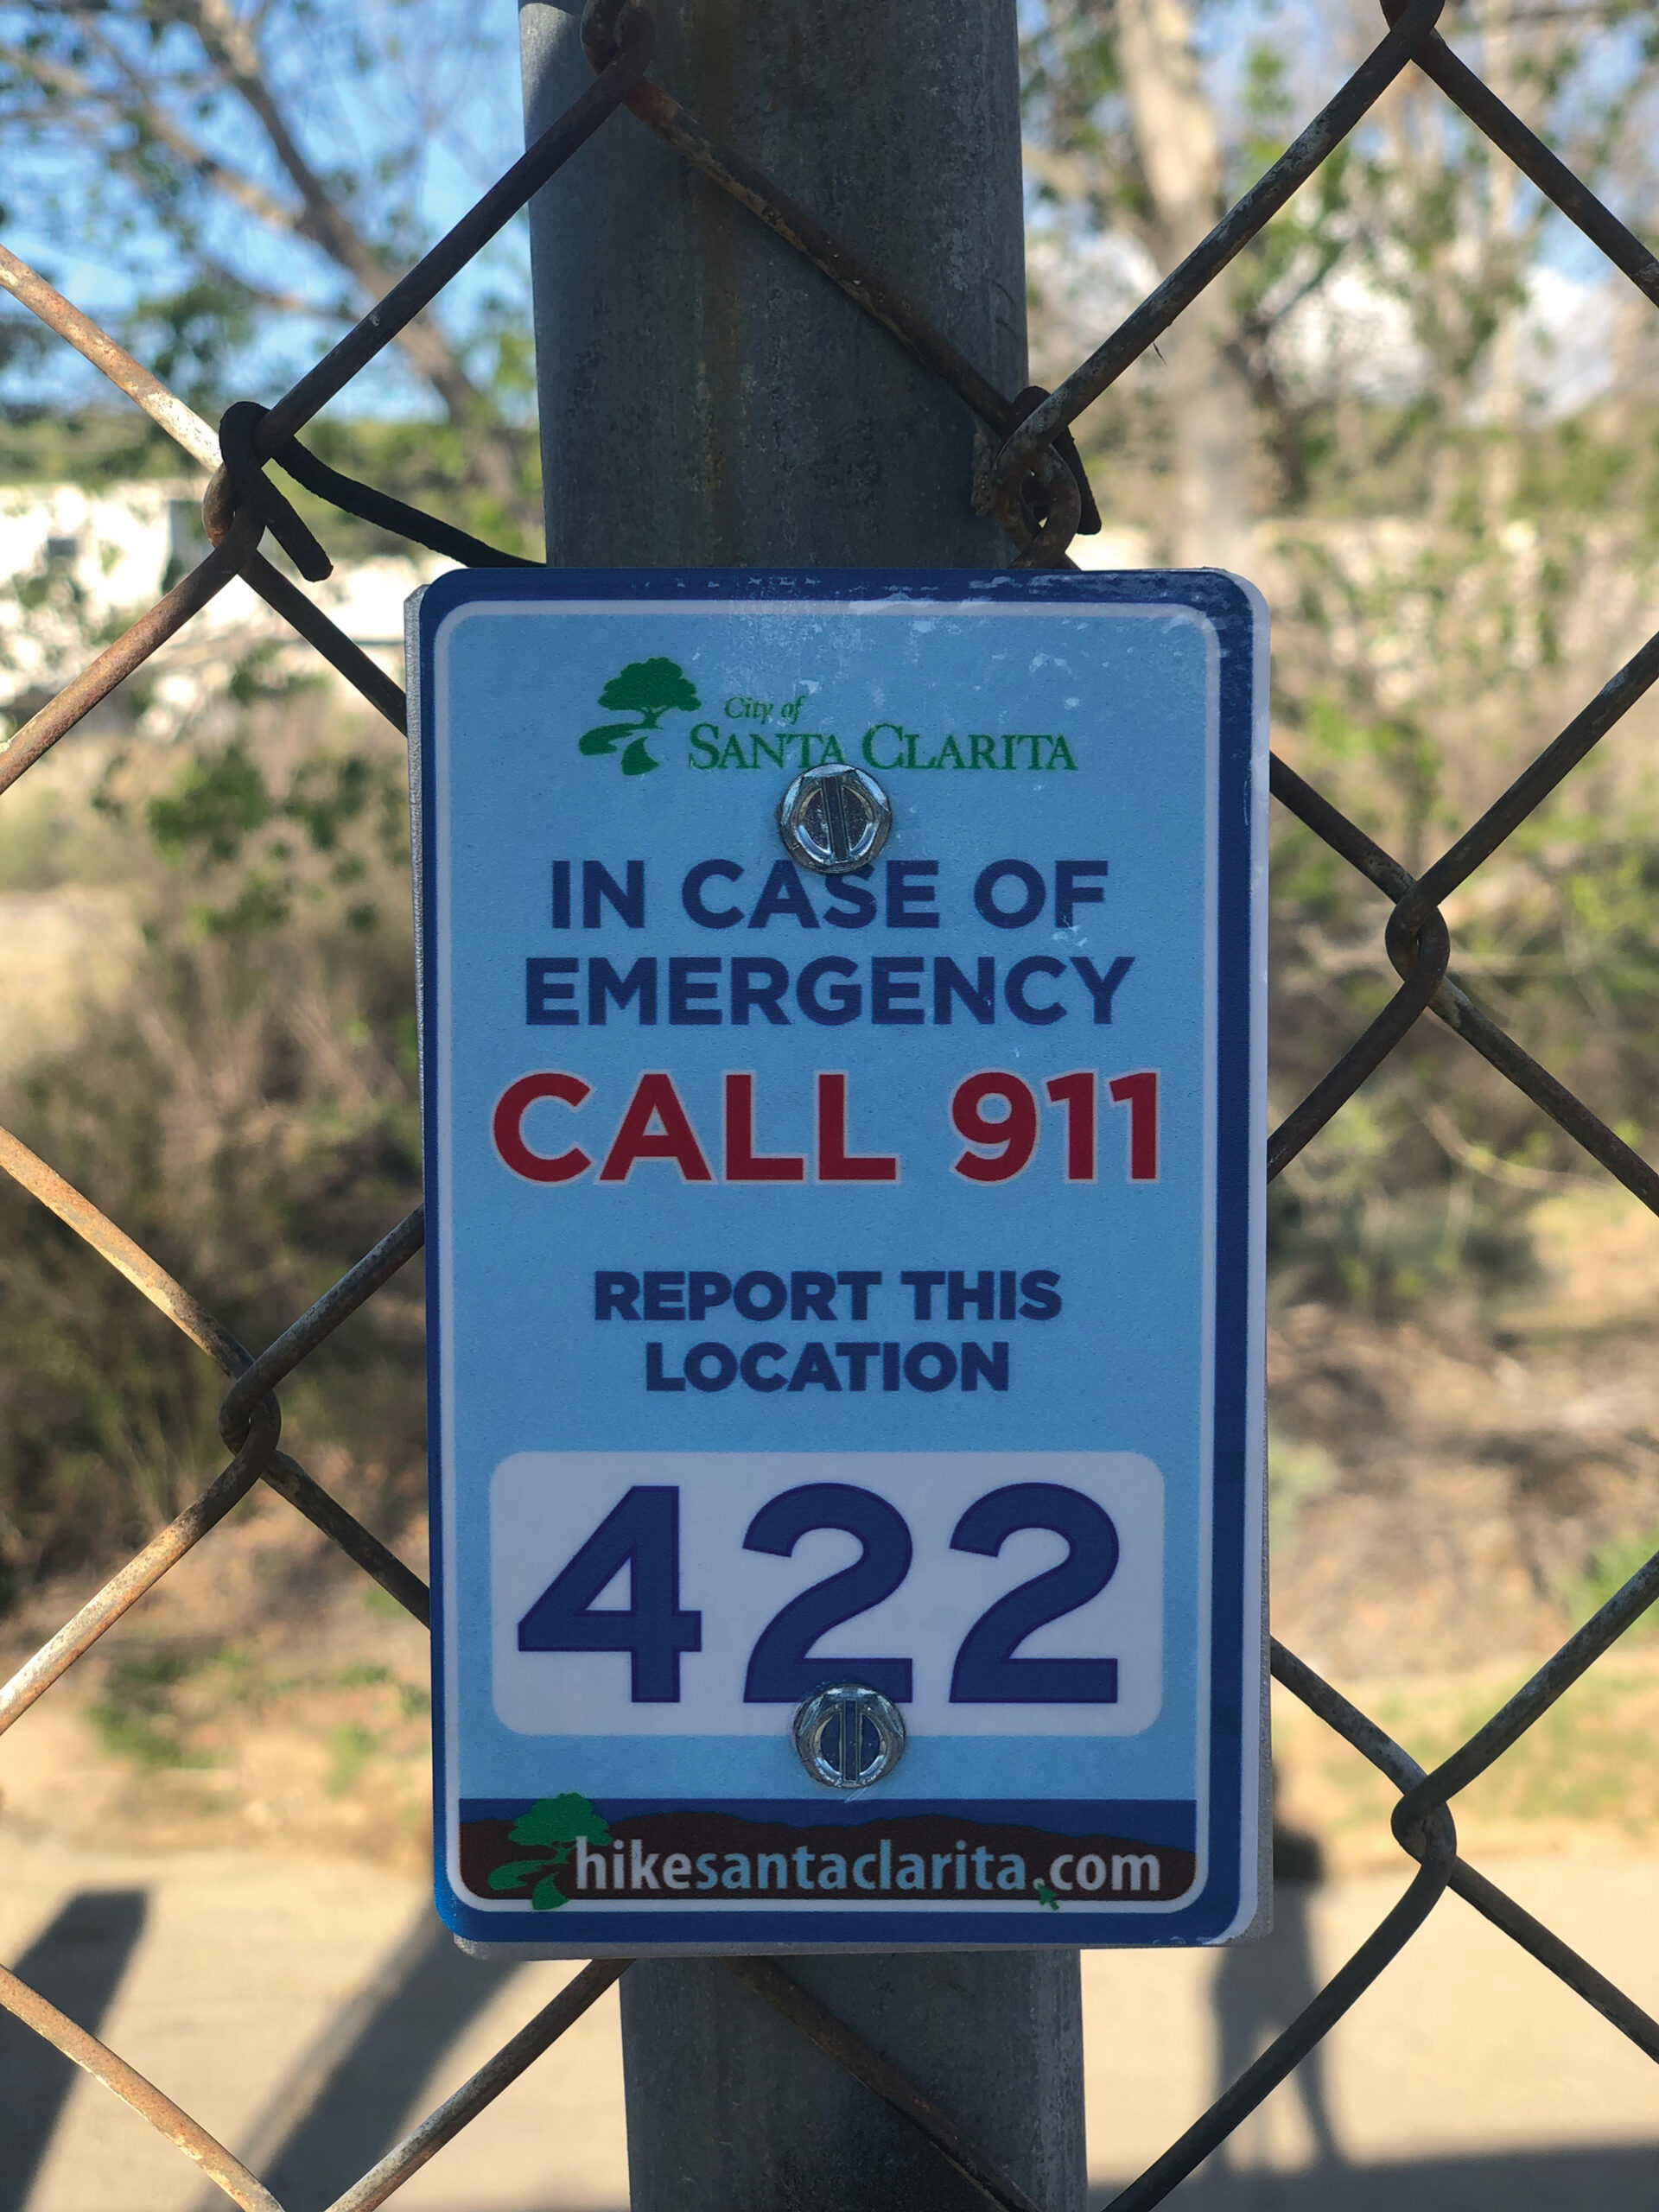 City of
SANTA CLARITA
IN CASE OF
EMERGENCY
CALL 911
REPORT THIS
LOCATION
422
hikesantaclarita.com